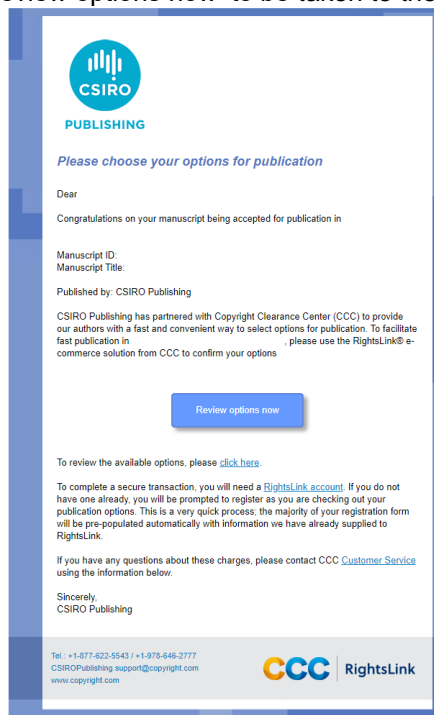 CSIRO
PUBLISHING
Please choose your options for publication
Dear
Congratulations on your manuscript being accepted for publication in
Manuscript ID:
Manuscript Title:
Published by: CSIRO Publishing
CSIRO Publishing has partnered with Copyright Clearance Center (CCC) to provide
our authors with a fast and convenient way to select options for publication. To facilitate
fast publication in , please use the RightsLink® e-
commerce solution from CCC to confirm your options
Review options now
To review the available options, please click here.
To complete a secure transaction, you will need a RightsLink account. If you do not
have one already, you will be prompted to register as you are checking out your
publication options. This is a very quick process; the majority of your registration form
will be pre-populated automatically with information we have already supplied to
RightsLink.
If you have any questions about these charges, please contact CCC Customer Service
using the information below.
Sincerely,
CSIRO Publishing
Tel.: +1-877-622-5543 / +1-978-646-2777
CSIROPublishing.support@copyright.com
www.copyright.com
CCC RightsLink